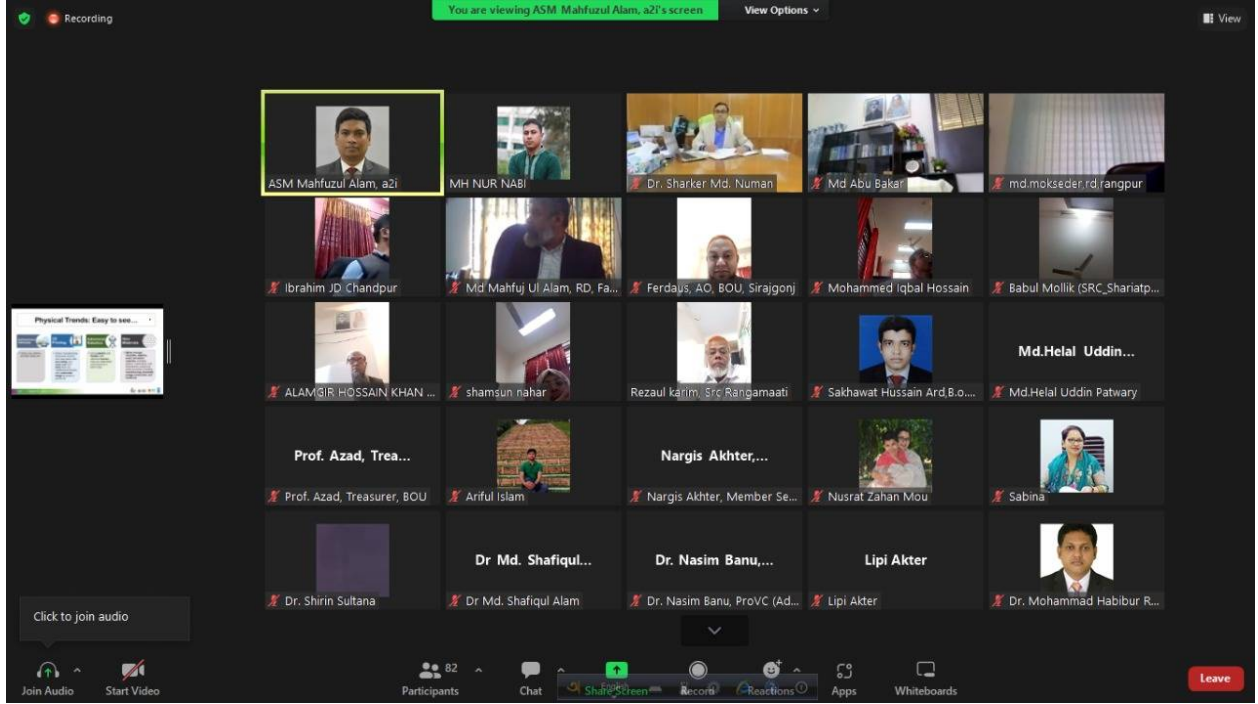 Recording
You are viewing ASM Mahfuzul Alam, a2i's screen
View Options
View
ASM Mahfuzul Alam, a2i
MH NUR NABI
Dr. Sharker Md. Numan
Md Abu Bakar
md.mokseder,rd,rangpur
Ibrahim JD Chandpur
Md Mahfuj Ul Alam, RD, Fa...
Ferdaus, AO, BOU, Sirajgonj
Mohammed Iqbal Hossain
Babul Mollik (SRC_Shariatp...
Physical Trends: Easy to see...
ALAMGIR HOSSAIN KHAN ...
shamsun nahar
Rezaul karim, Src Rangamaati
Sakhawat Hussain Ard,B.o....
Md.Helal Uddin...
Md.Helal Uddin Patwary
Prof. Azad, Trea...
Prof. Azad, Treasurer, BOU
Ariful Islam
Nargis Akhter,...
Nargis Akhter, Member Se...
Nusrat Zahan Mou
Sabina
Dr. Shirin Sultana
Dr Md. Shafiqul...
Dr Md. Shafiqul Alam
Dr. Nasim Banu,...
Dr. Nasim Banu, ProVC (Ad...
Lipi Akter
Lipi Akter
Dr. Mohammad Habibur R...
Click to join audio
Join Audio
Start Video
82
Participants
Chat
Share Screen
English
Record
Reactions
Apps
Whiteboards
Leave